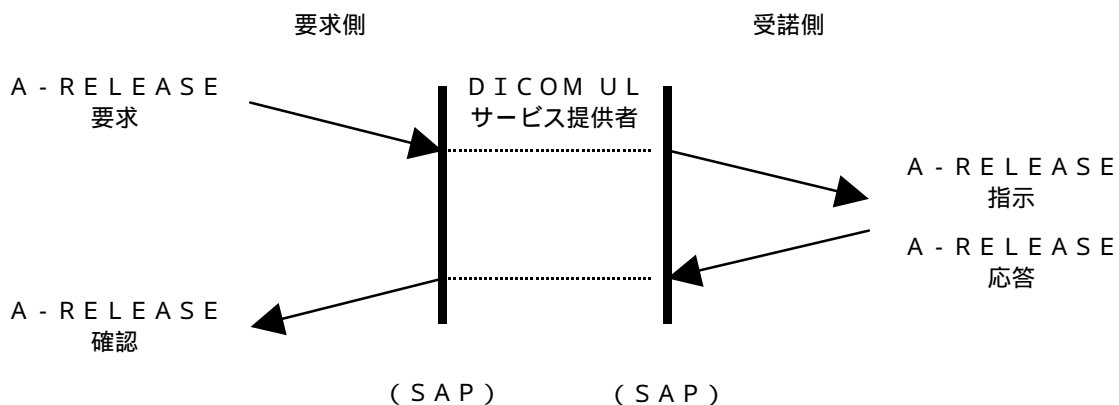 要求側
受諾側
Ａ-ＲＥＬＥＡＳＥ
要求
ＤＩＣＯＭ ＵＬ
サービス提供者
Ａ-ＲＥＬＥＡＳＥ
指示
Ａ-ＲＥＬＥＡＳＥ
応答
Ａ-ＲＥＬＥＡＳＥ
確認
（ＳＡＰ）
（ＳＡＰ）